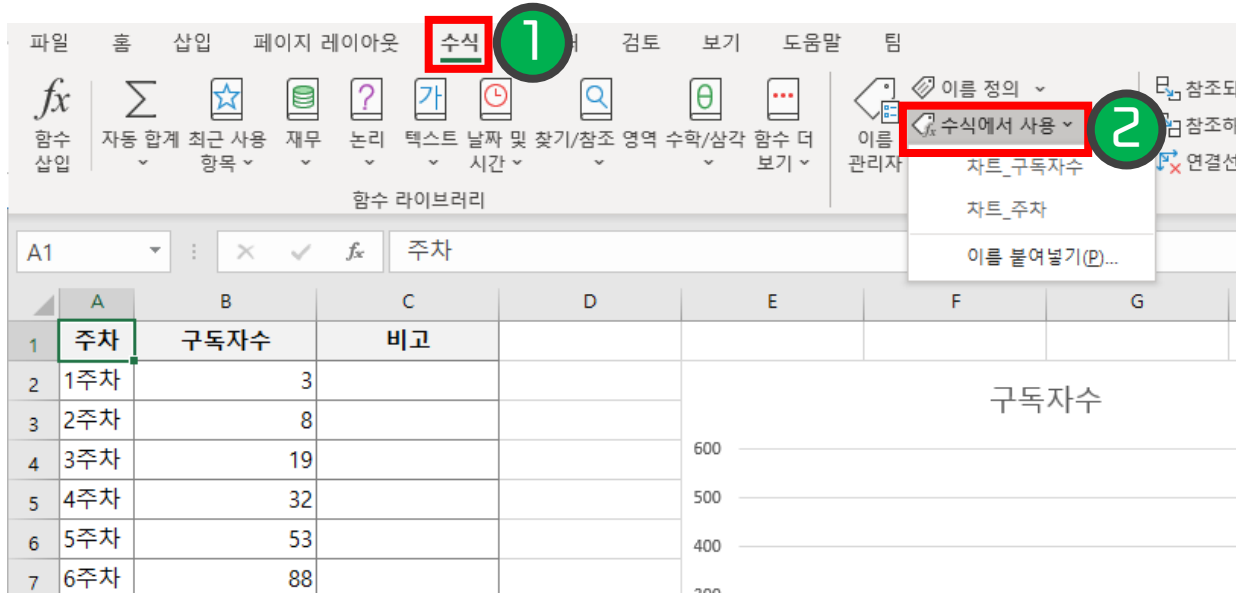 파일 홈 삽입 페이지 레이아웃 수식 검토 보기 도움말 팀
1
fx
함수
삽입
자동 합계
최근 사용
항목
재무
논리
가
텍스트
날짜 및
시간
찾기/참조 영역
θ
수학/삼각
함수 더
보기
함수 라이브러리
이름
관리자
이름 정의
수식에서 사용
2
차트_구독자수
차트_주차
이름 붙여넣기(P)...
연결선
A1 fx 주차
A B C D E F G
1 주차 구독자수 비고
2 1주차 3
3 2주차 8
4 3주차 19
5 4주차 32
6 5주차 53
7 6주차 88
구독자수
600
500
400